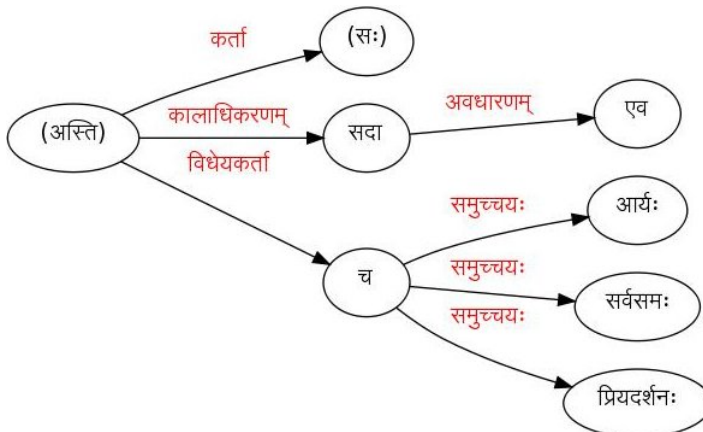 कर्ता
(सः)
(अस्ति)
कालाधिकरणम्
सदा
अवधारणम्
एव
विधेयकर्ता
च
समुच्चयः
आर्यः
समुच्चयः
सर्वसमः
समुच्चयः
प्रियदर्शनः